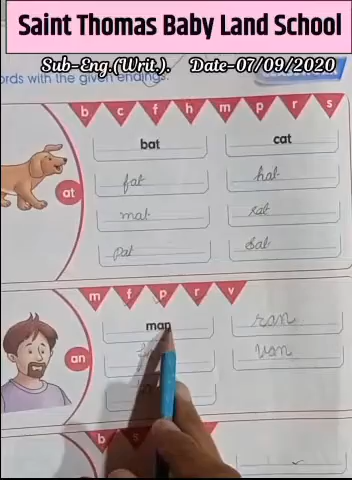 Saint Thomas Baby Land School
Sub-Eng.(Writ.). Date-07/09/2020
ords with the given endings.
b c f h m p r s
bat cat
at
fat hat
mat rat
pat sat
m f p r v
man ran
an
van
b s